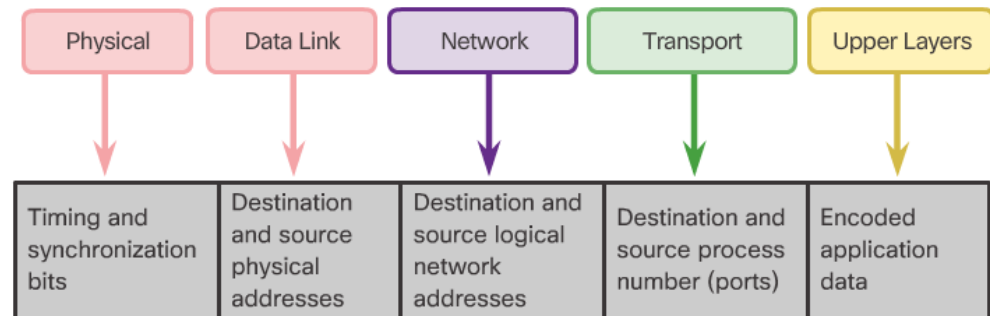 Physical
Data Link
Network
Transport
Upper Layers
Timing and
synchronization
bits
Destination
and source
physical
addresses
Destination and
source logical
network
addresses
Destination and
source process
number (ports)
Encoded
application
data